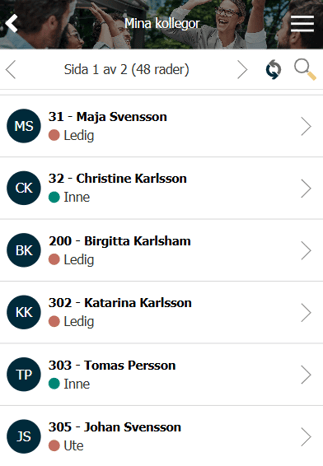 Mina kollegor
Sida 1 av 2 (48 rader)
MS
31 - Maja Svensson
Ledig
CK
32 - Christine Karlsson
Inne
BK
200 - Birgitta Karlsham
Ledig
KK
302 - Katarina Karlsson
Ledig
TP
303 - Tomas Persson
Inne
JS
305 - Johan Svensson
Ute